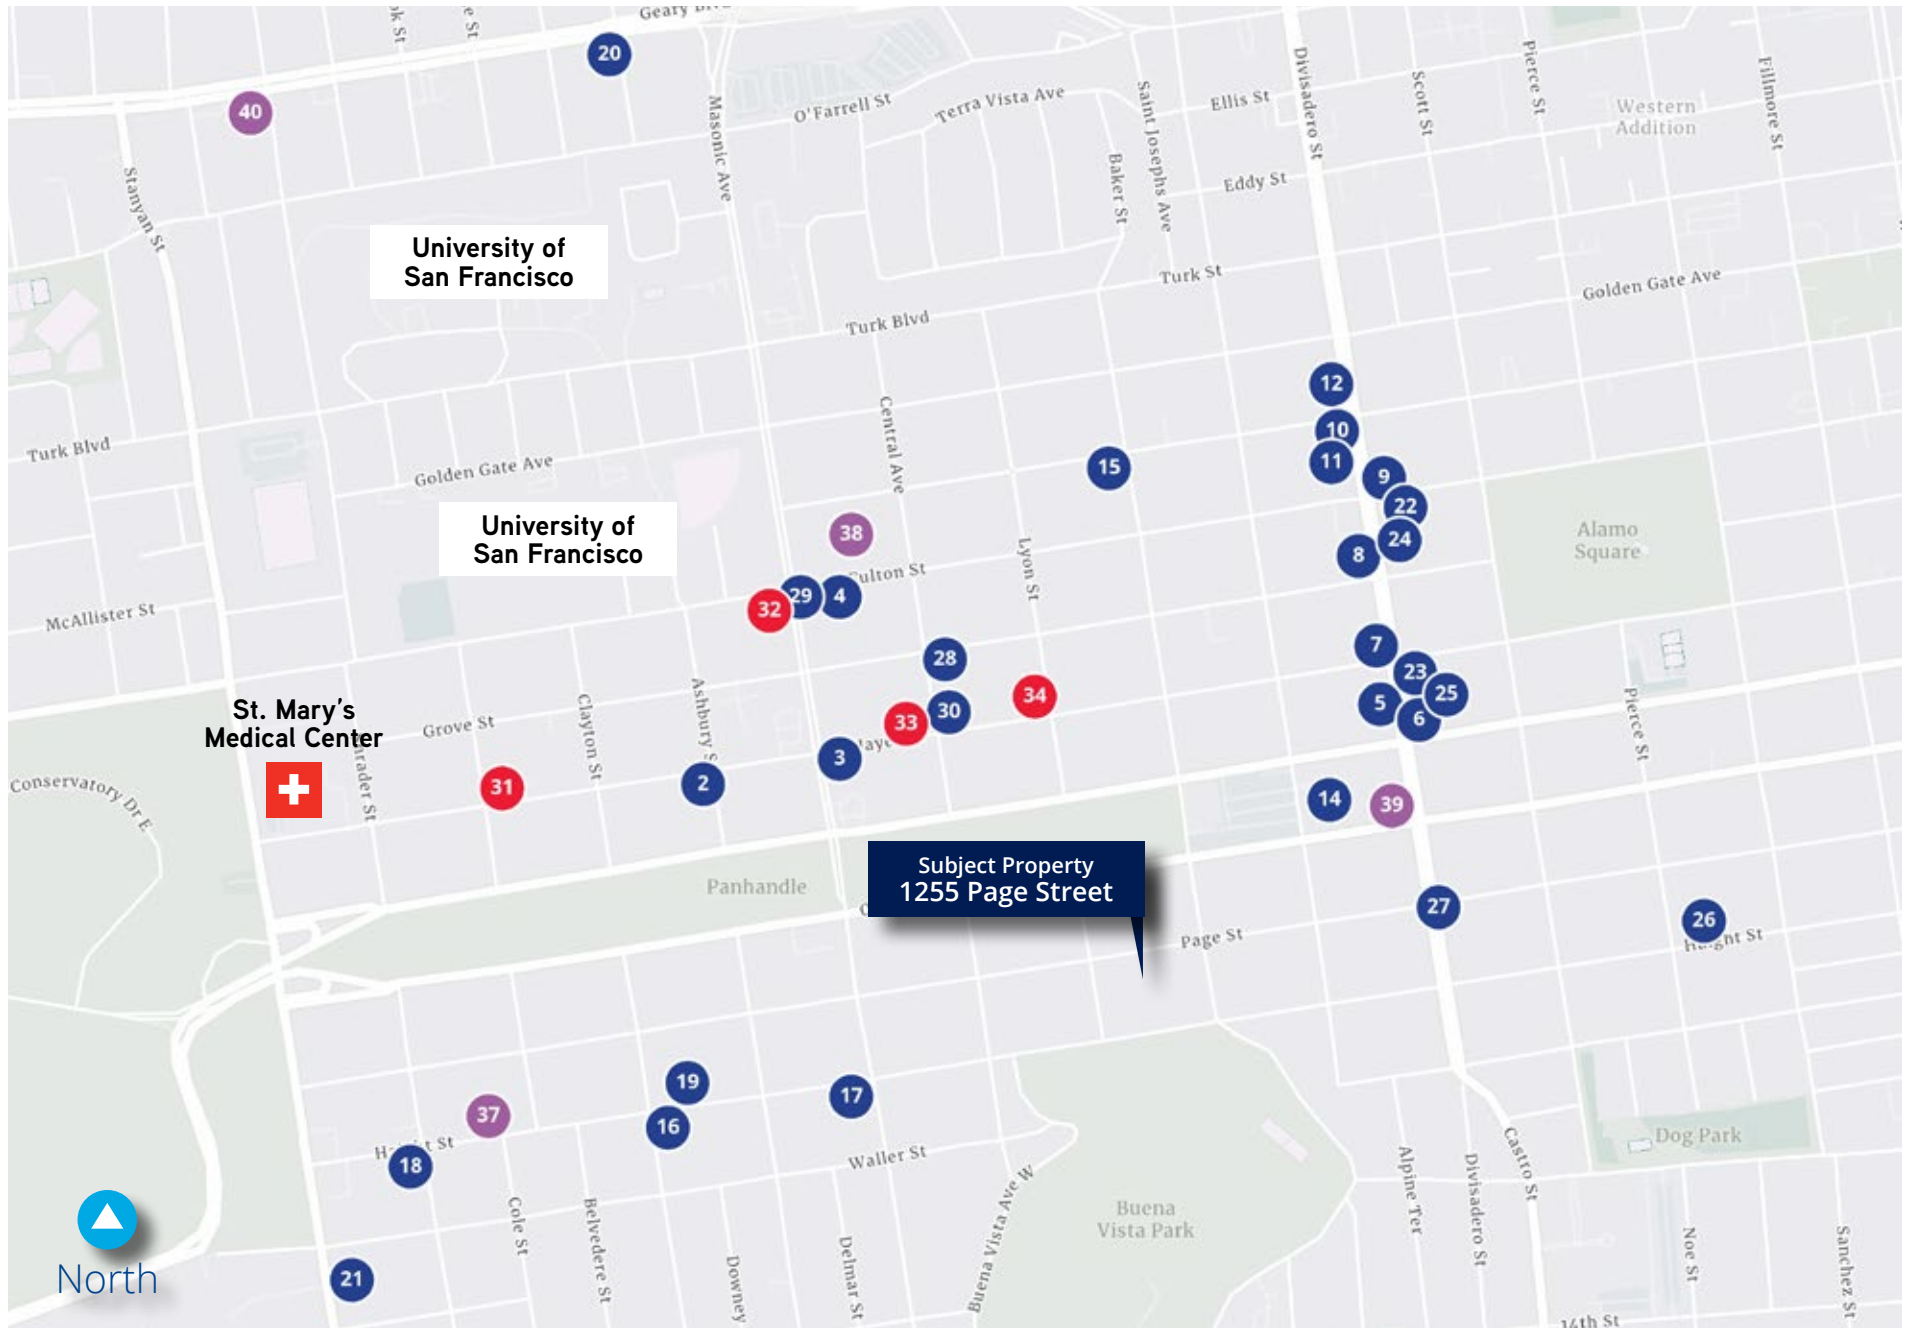 Geary
20
40
O'Farrell St
Terra Vista Ave
Masonic Ave
Saint Josephs Ave
Baker St
Ellis St
Eddy St
Divisadero St
Scott St
Pierce St
Western
Addition
Fillmore St
Stanyan St
University of
San Francisco
Turk St
Golden Gate Ave
Turk Blvd
12
10
11
9
22
24
8
15
Central Ave
Turk Blvd
Golden Gate Ave
University of
San Francisco
38
Lyon St
Alamo
Square
32
29
4
McAllister St
28
7
23
25
5
6
34
33
30
3
2
Ashbury
Clayton St
Grove St
St. Mary's
Medical Center
31
Pierce St
Conservatory Dr E
14
39
Panhandle
Subject Property
1255 Page Street
Page St
27
26
19
17
16
37
18
St
Waller St
Dog Park
Castro St
Alpine Ter
Divisadero St
Buena
Vista Park
Buena Vista Ave W
Cole St
Belvedere St
Downey
Delmar St
Noe St
Sanchez St
21
North
14th St